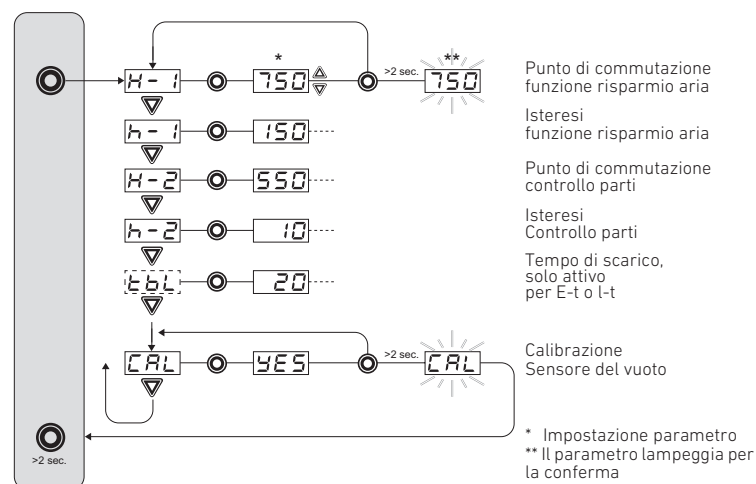 * **
H-1 750 >2 sec. 750 Punto di commutazione
funzione risparmio aria
h-1 150 Isteresi
funzione risparmio aria
H-2 550 Punto di commutazione
controllo parti
h-2 10 Isteresi
Controllo parti
tbL 20 Tempo di scarico,
solo attivo
per E-t o l-t
CAL YES >2 sec. CAL Calibrazione
Sensore del vuoto
>2 sec.
* Impostazione parametro
** Il parametro lampeggia per
la conferma